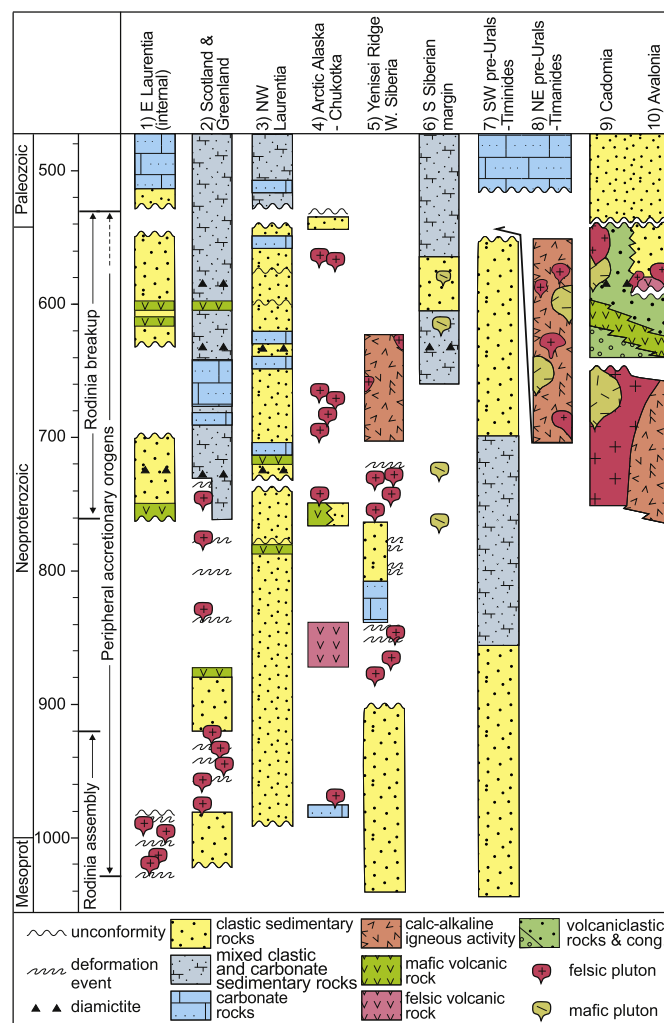 1) E Laurentia
(internal)
2) Scotland &
Greenland
3) NW
Laurentia
4) Arctic Alaska
- Chukotka
5) Yenisei Ridge
W. Siberia
6) S Siberian
margin
7) SW pre-Urals
-Timinides
8) NE pre-Urals
-Timanides
9) Cadomia
10) Avalonia
Paleozoic
Neoproterozoic
Mesoprot
500
600
700
800
900
1000
Rodinia breakup
Rodinia assembly
Peripheral accretionary orogens
unconformity
deformation
event
diamictite
clastic sedimentary
rocks
mixed clastic
and carbonate
sedimentary rocks
carbonate
rocks
calc-alkaline
igneous activity
mafic volcanic
rock
felsic volcanic
rock
volcaniclastic
rocks & cong
felsic pluton
mafic pluton